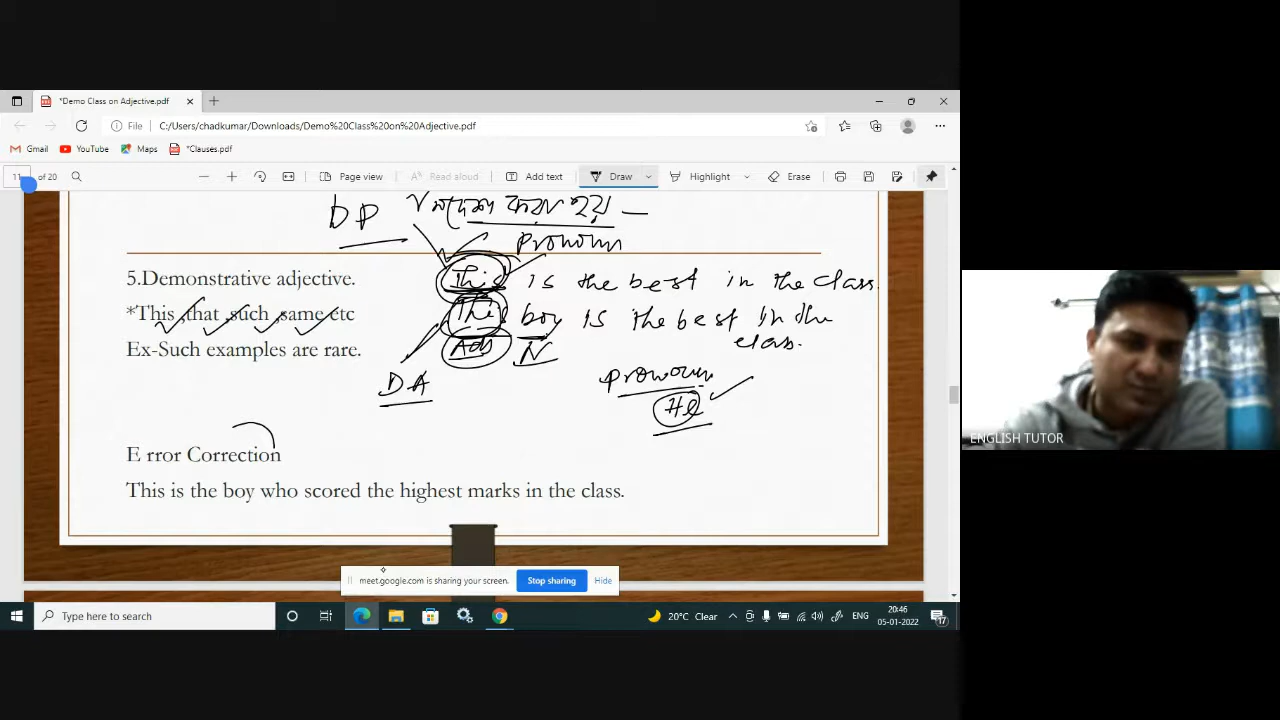 *Demo Class on Adjective.pdf
File C:/Users/chadkumar/Downloads/Demo%20Class%20on%20Adjective.pdf
Gmail YouTube Maps *Clauses.pdf
11 of 20 Page view Read aloud Add text Draw Highlight Erase
DP করা হয় —
Pronoun
5.Demonstrative adjective.
This is the best in the class.
*This ,that ,such ,same etc
This boy is the best in the class.
Ex-Such examples are rare.
Adj N
DA
Pronoun
He
E rror Correction
ENGLISH TUTOR
This is the boy who scored the highest marks in the class.
meet.google.com is sharing your screen. Stop sharing Hide
Type here to search
20°C Clear ENG 20:46
05-01-2022 17